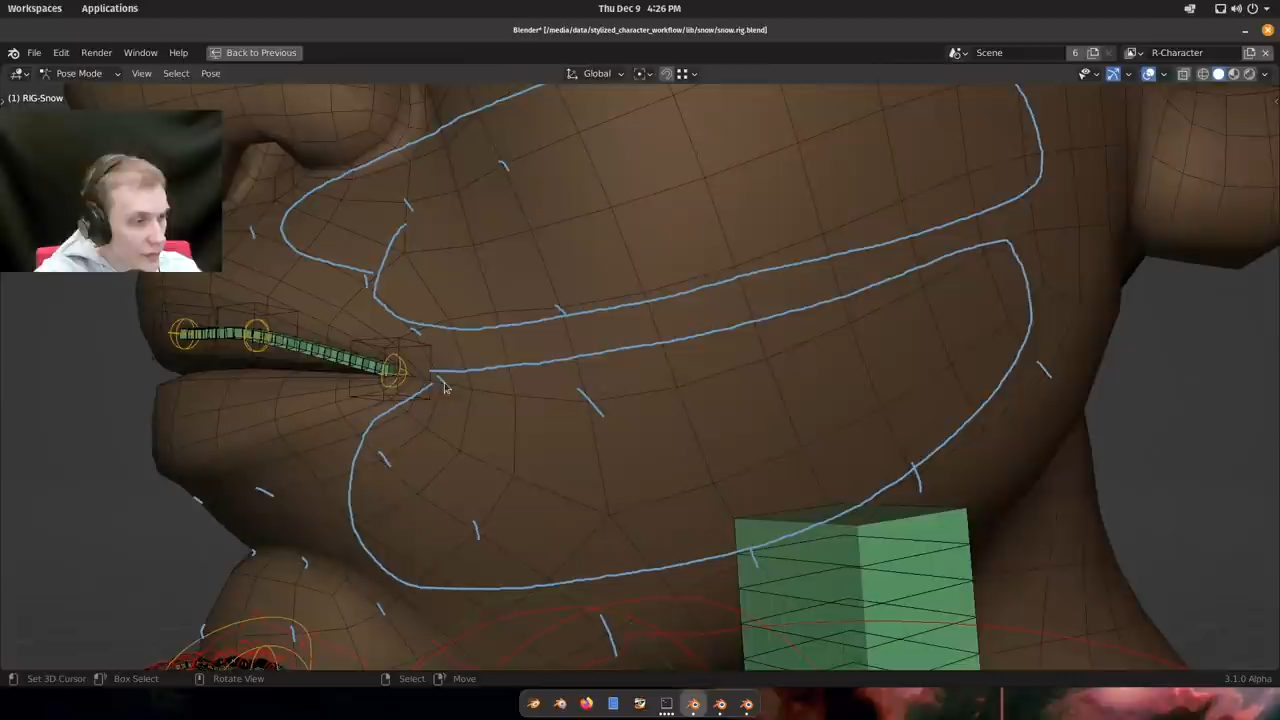 Workspaces Applications Thu Dec 9 4:26 PM
Blender* [/media/data/stylized_character_workflow/lib/snow/snow.rig.blend]
File Edit Render Window Help Back to Previous Scene 6 R-Character
Pose Mode View Select Pose Global
(1) RIG-Snow
Set 3D Cursor Box Select Rotate View Select Move 3.1.0 Alpha